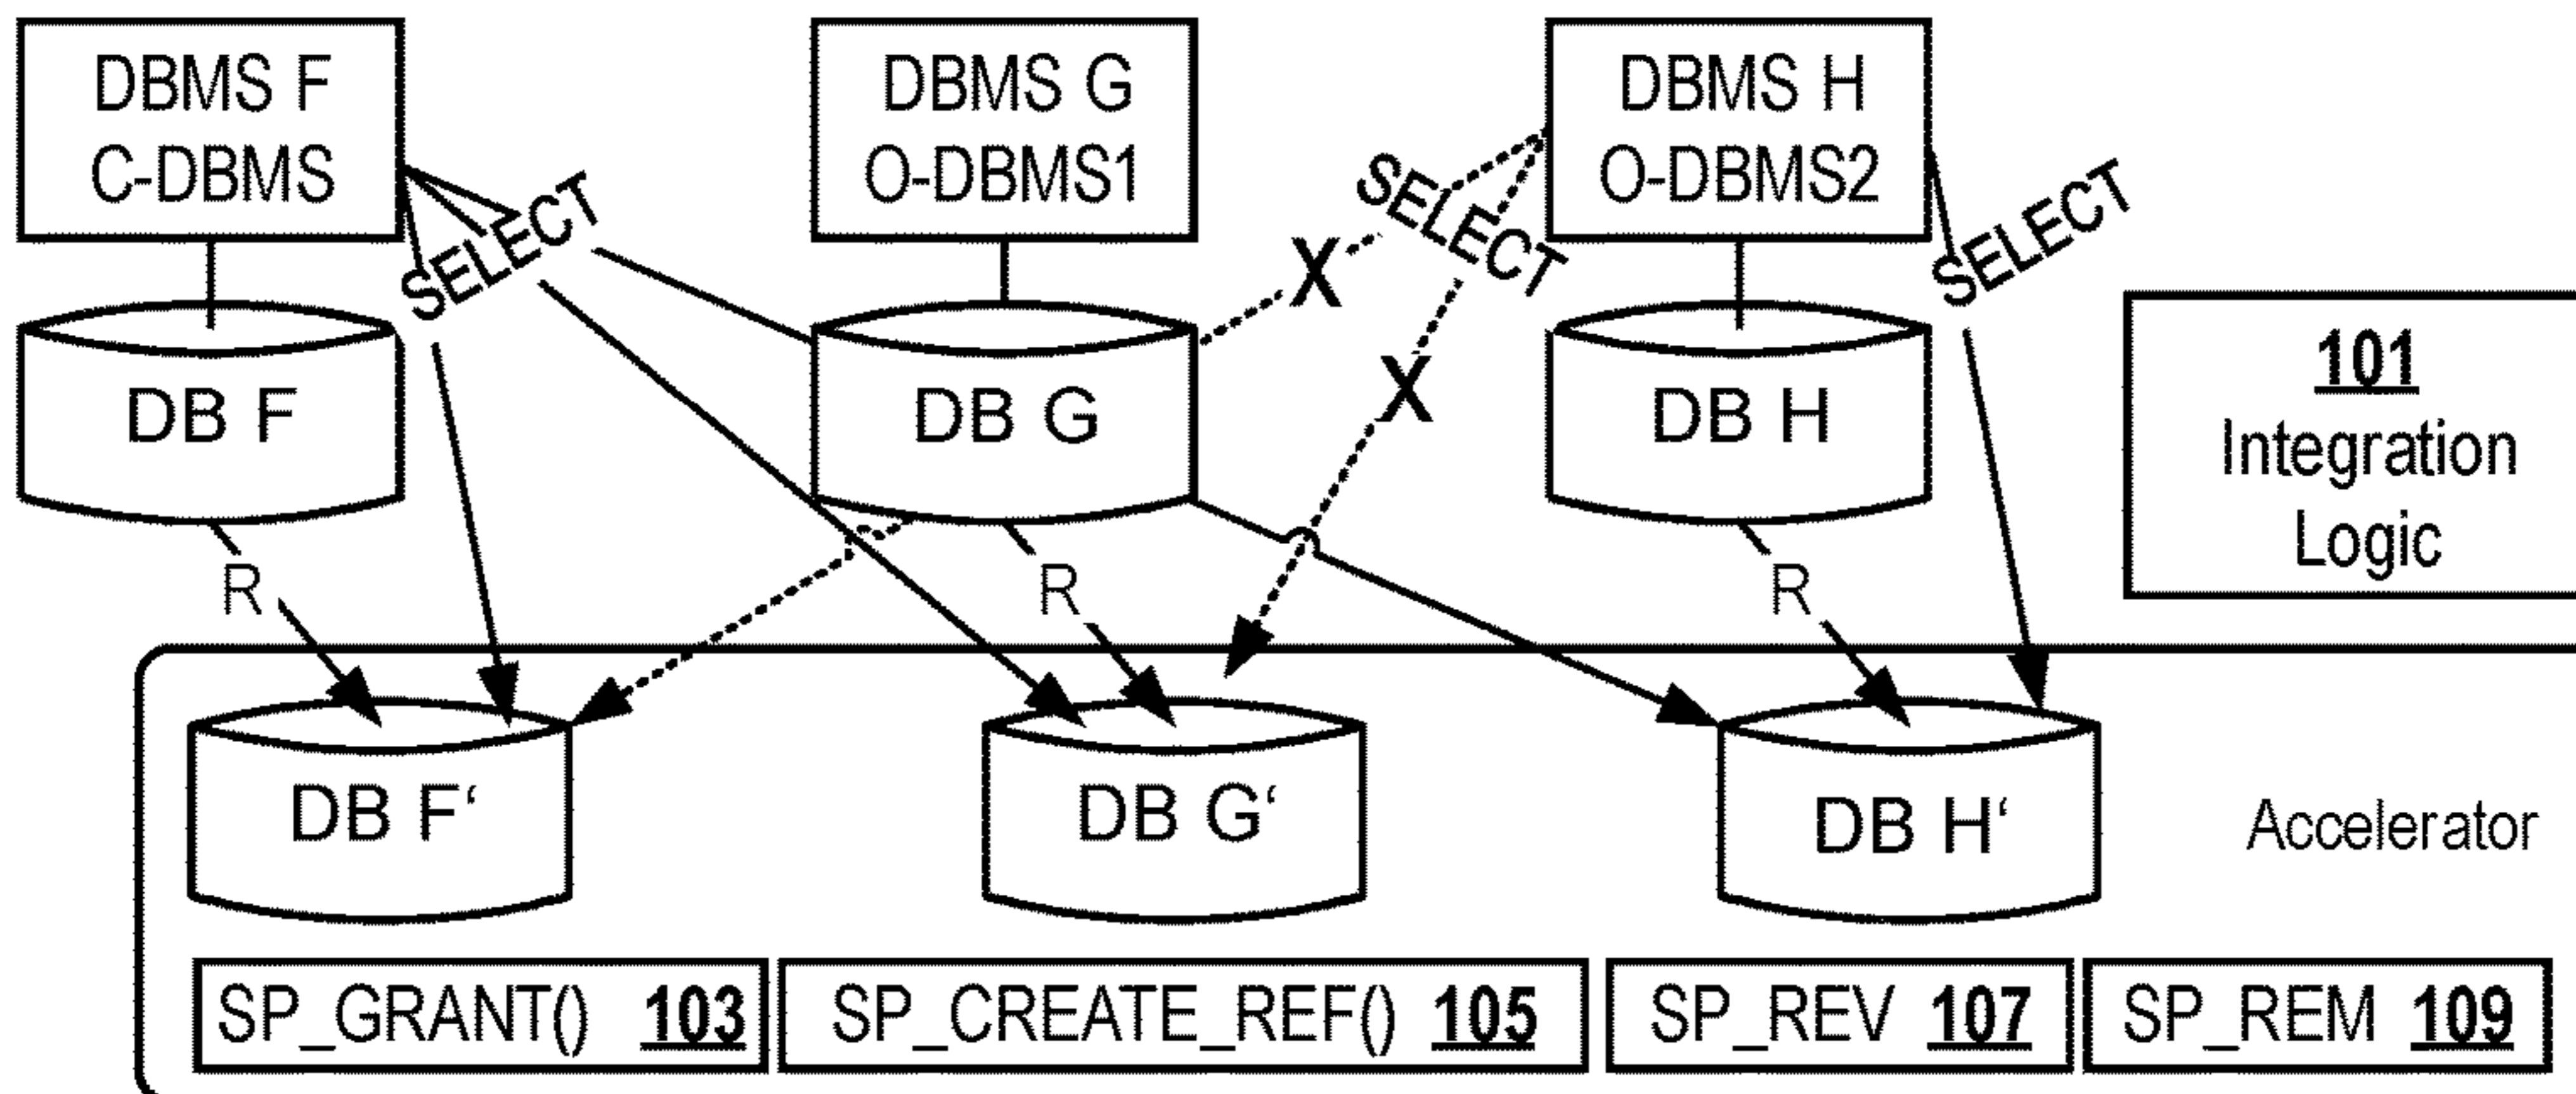 DBMS F
C-DBMS
DBMS G
O-DBMS1
DBMS H
O-DBMS2
SELECT
SELECT
SELECT
X
X
DB F
DB G
DB H
101
Integration
Logic
R
R
R
DB F‘
DB G‘
DB H‘
Accelerator
SP_GRANT() 103
SP_CREATE_REF() 105
SP_REV 107
SP_REM 109